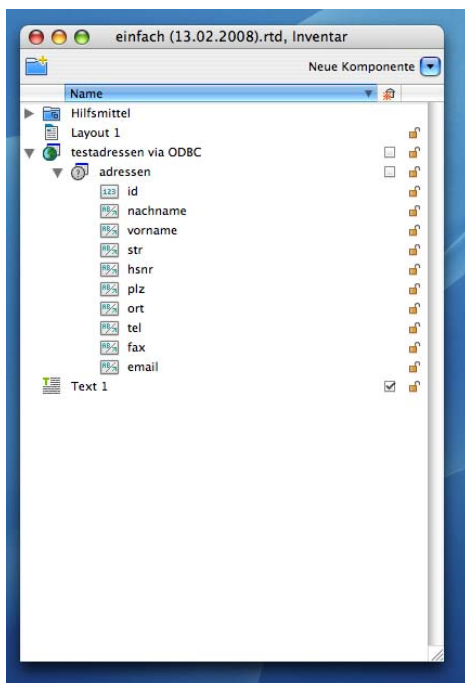 einfach (13.02.2008).rtd, Inventar
Neue Komponente
Name
Hilfsmittel
Layout 1
testadressen via ODBC
? adressen
123 id
nachname
vorname
str
hsnr
plz
ort
tel
fax
email
T Text 1